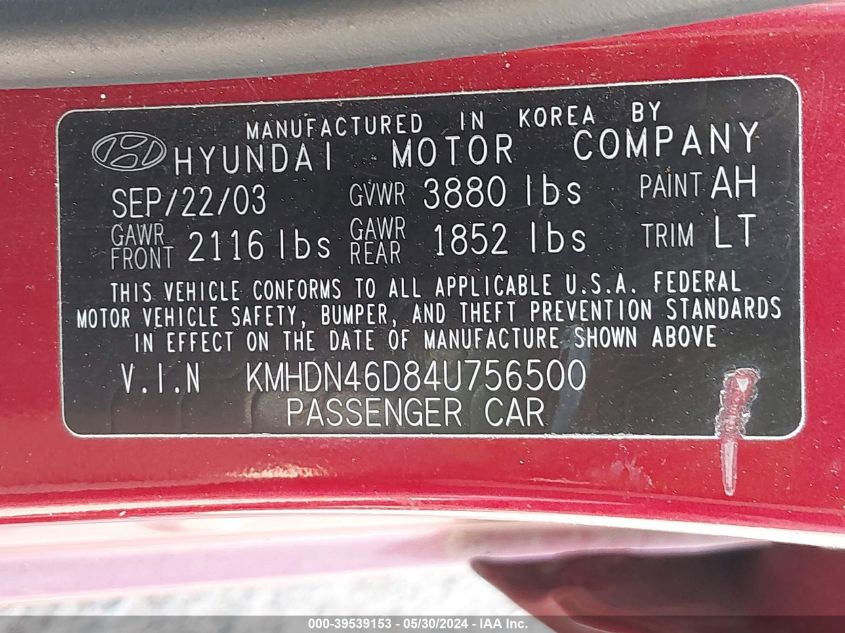 MANUFACTURED IN KOREA BY
HYUNDAI MOTOR COMPANY
SEP/22/03 GVWR 3880 lbs PAINT AH
GAWR FRONT 2116 lbs GAWR REAR 1852 lbs TRIM LT
THIS VEHICLE CONFORMS TO ALL APPLICABLE U.S.A. FEDERAL
MOTOR VEHICLE SAFETY, BUMPER, AND THEFT PREVENTION STANDARDS
IN EFFECT ON THE DATE OF MANUFACTURE SHOWN ABOVE
V.I.N KMHDN46D84U756500
PASSENGER CAR
000-39539153 - 05/30/2024 - IAA Inc.